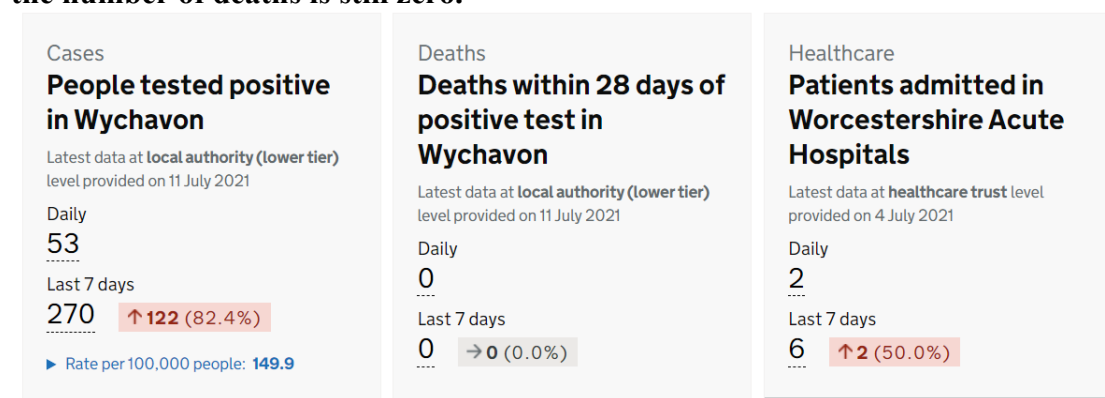 the number of deaths is still zero.
Cases
People tested positive
in Wychavon
Latest data at local authority (lower tier)
level provided on 11 July 2021
Daily
53
Last 7 days
270 ↑ 122 (82.4%)
▶ Rate per 100,000 people: 149.9
Deaths
Deaths within 28 days of
positive test in
Wychavon
Latest data at local authority (lower tier)
level provided on 11 July 2021
Daily
0
Last 7 days
0 → 0 (0.0%)
Healthcare
Patients admitted in
Worcestershire Acute
Hospitals
Latest data at healthcare trust level
provided on 4 July 2021
Daily
2
Last 7 days
6 ↑ 2 (50.0%)